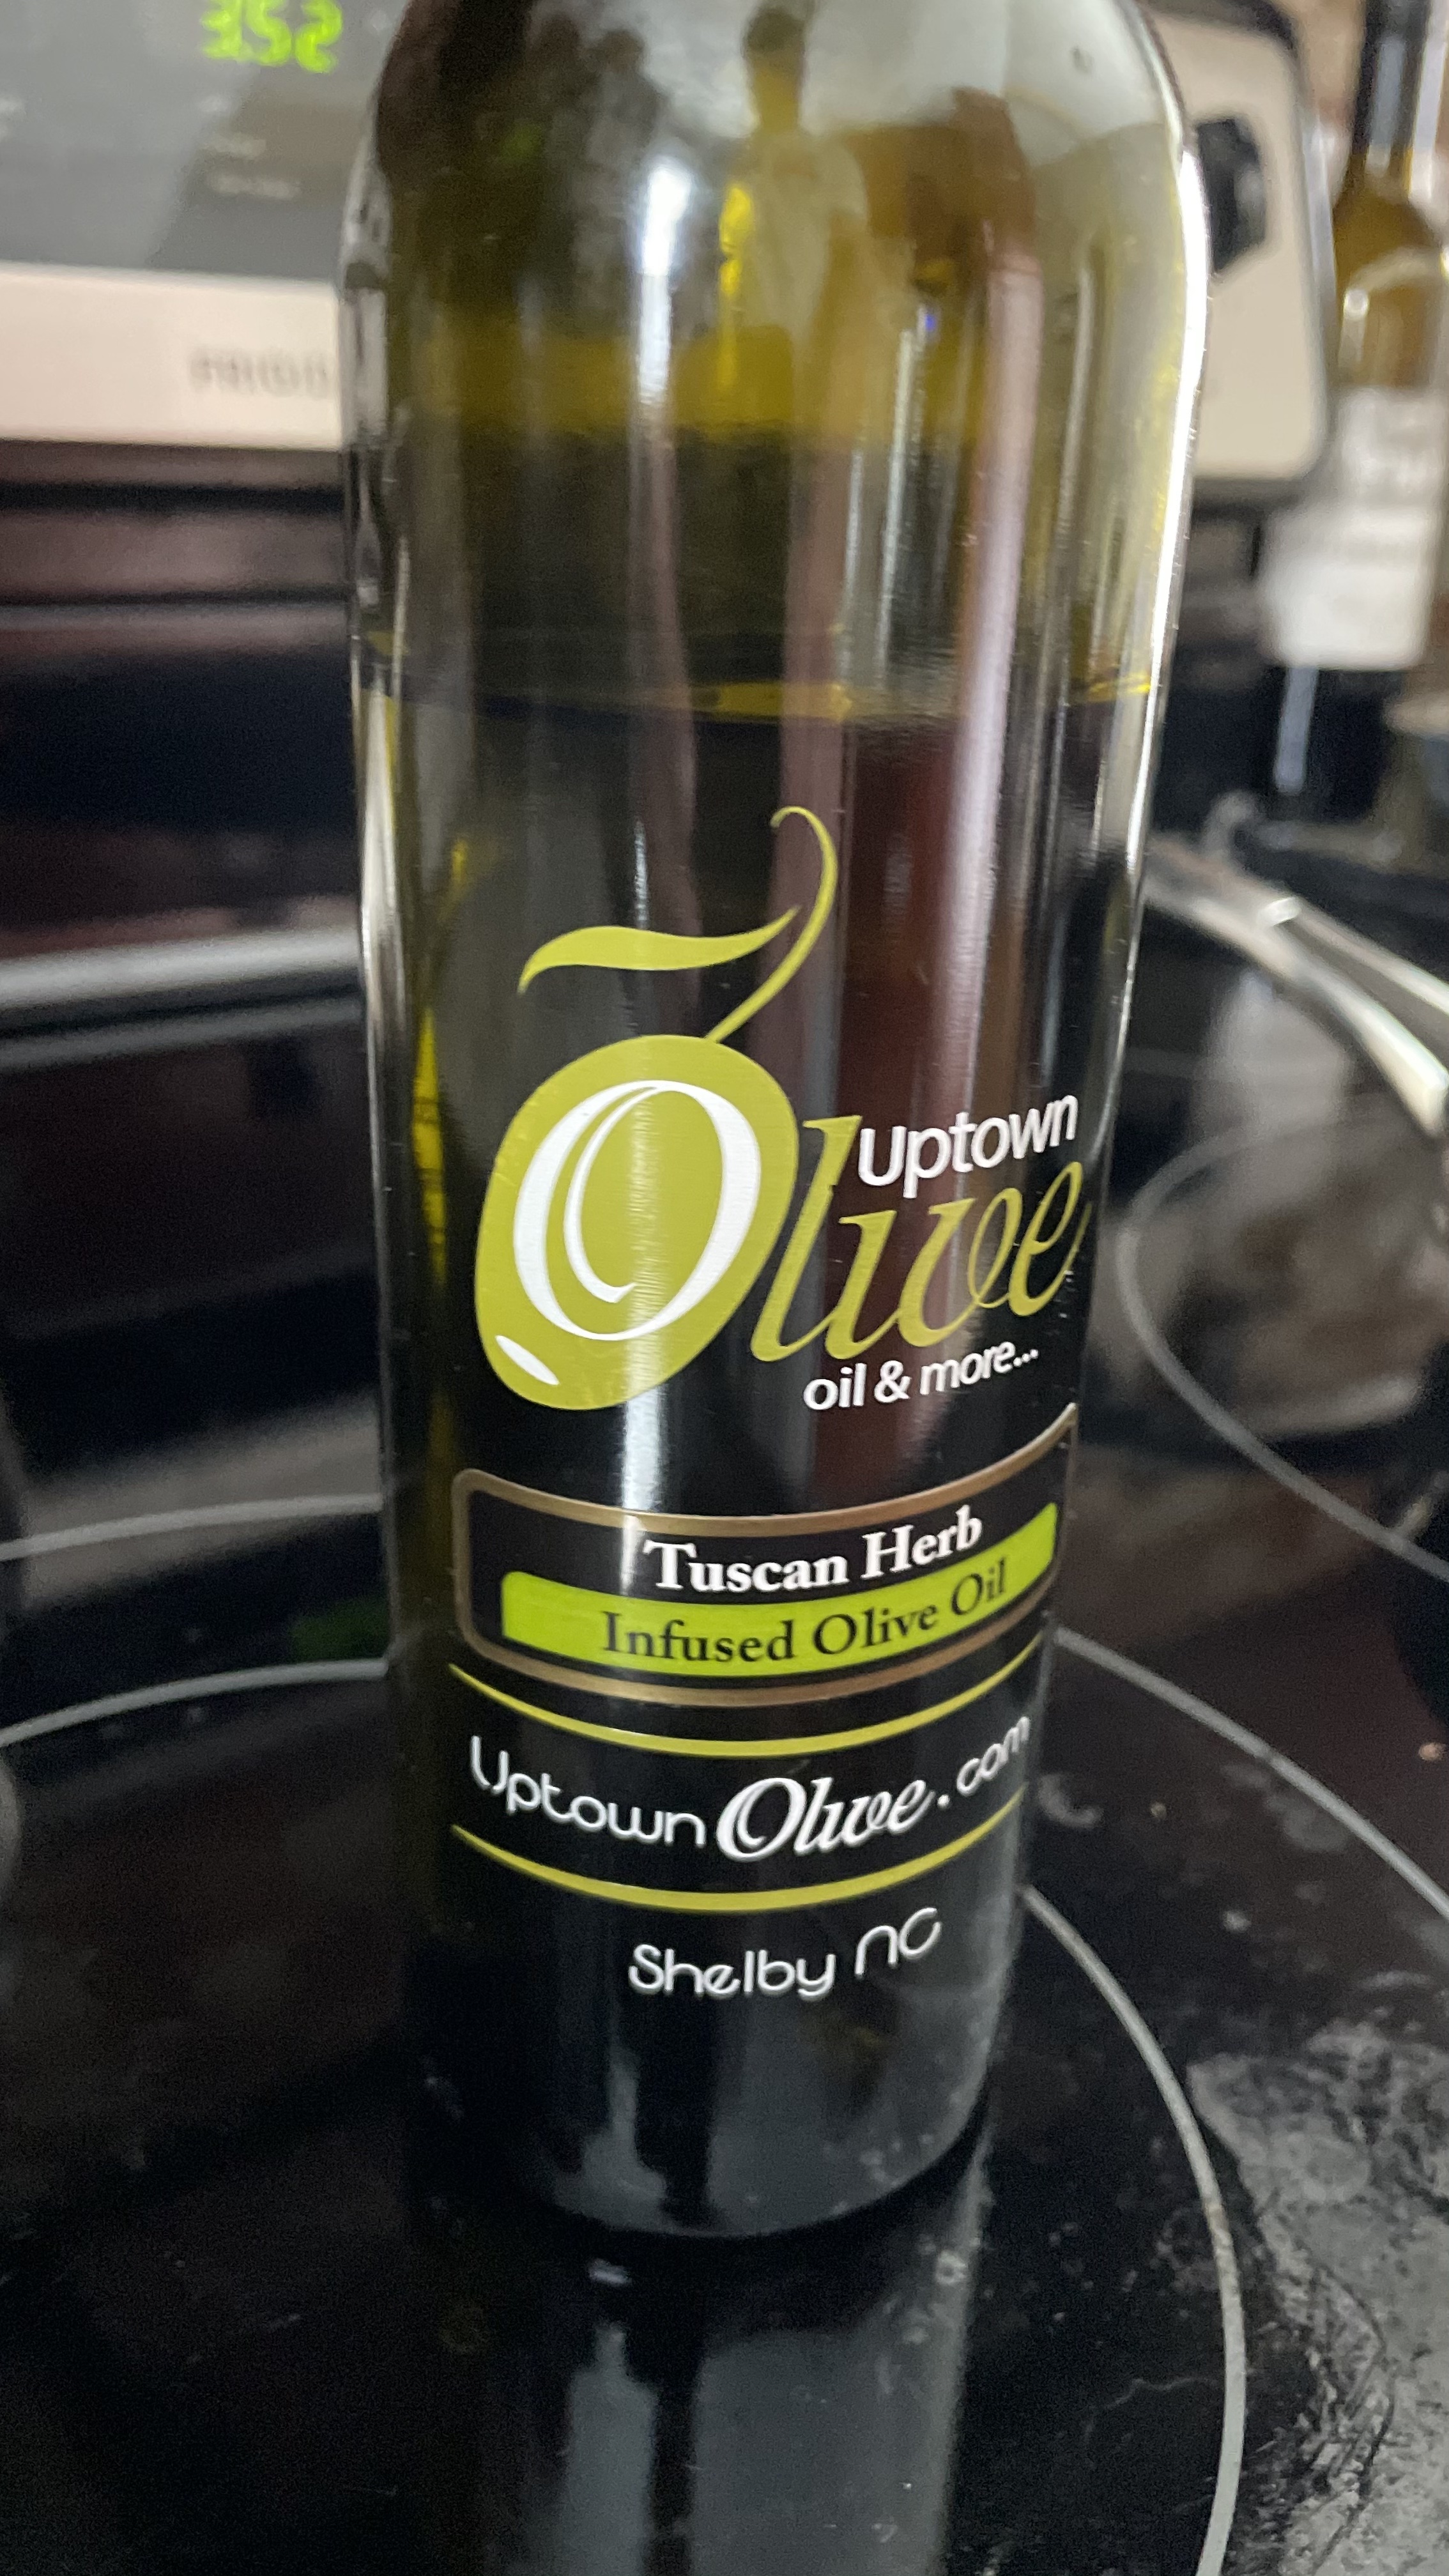 Uptown
Olive
oil & more...
Tuscan Herb
Infused Olive Oil
UptownOlive.com
Shelby NC